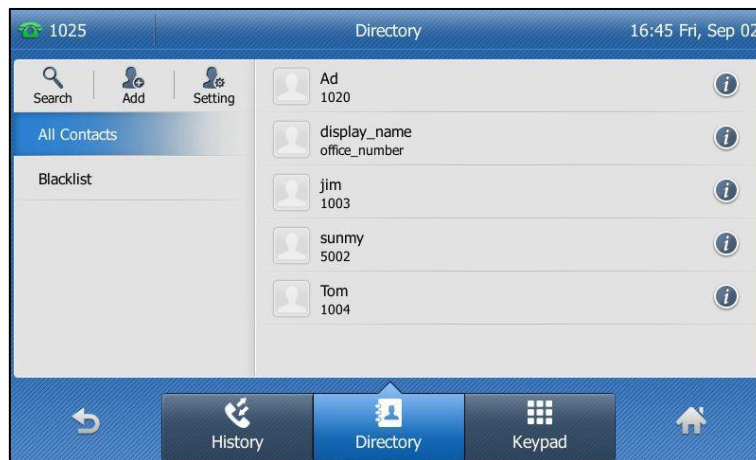 1025
Directory
16:45 Fri, Sep 02
Search
Add
Setting
All Contacts
Blacklist
Ad
1020
display_name
office_number
jim
1003
sunmy
5002
Tom
1004
History
Directory
Keypad